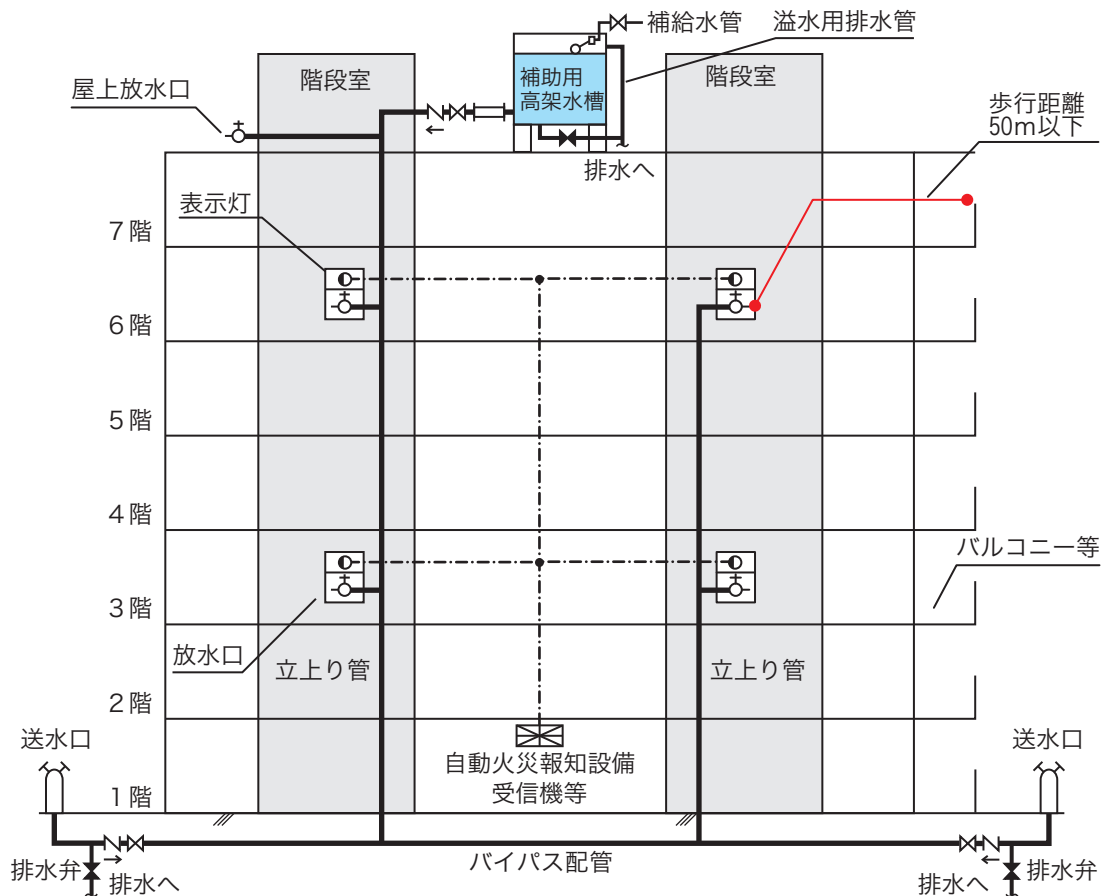 補給水管
溢水用排水管
階段室
補助用
高架水槽
階段室
屋上放水口
歩行距離
50m以下
排水へ
表示灯
7階
6階
5階
4階
バルコニー等
3階
放水口
立上り管
立上り管
2階
送水口
自動火災報知設備
受信機等
送水口
1階
バイパス配管
排水弁
排水へ
排水へ
排水弁